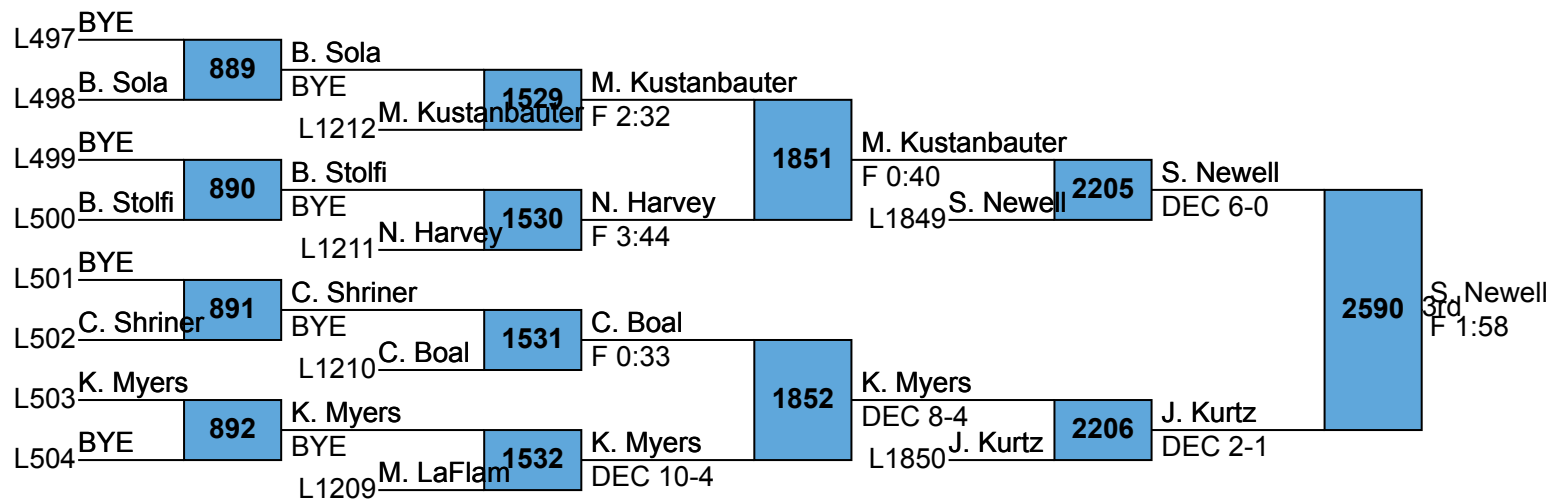 BYE
L497
889
B. Sola
BYE
B. Sola
L498
1529
M. Kustanbauter
F 2:32
M. Kustanbauter
L1212
BYE
L499
890
B. Stolfi
BYE
B. Stolfi
L500
1530
N. Harvey
F 3:44
N. Harvey
L1211
1851
M. Kustanbauter
F 0:40
S. Newell
L1849
2205
S. Newell
DEC 6-0
BYE
L501
891
C. Shriner
BYE
C. Shriner
L502
1531
C. Boal
F 0:33
C. Boal
L1210
K. Myers
L503
892
K. Myers
BYE
BYE
L504
1532
K. Myers
DEC 10-4
M. LaFlam
L1209
1852
K. Myers
DEC 8-4
J. Kurtz
L1850
2206
J. Kurtz
DEC 2-1
2590
3rd
S. Newell
F 1:58